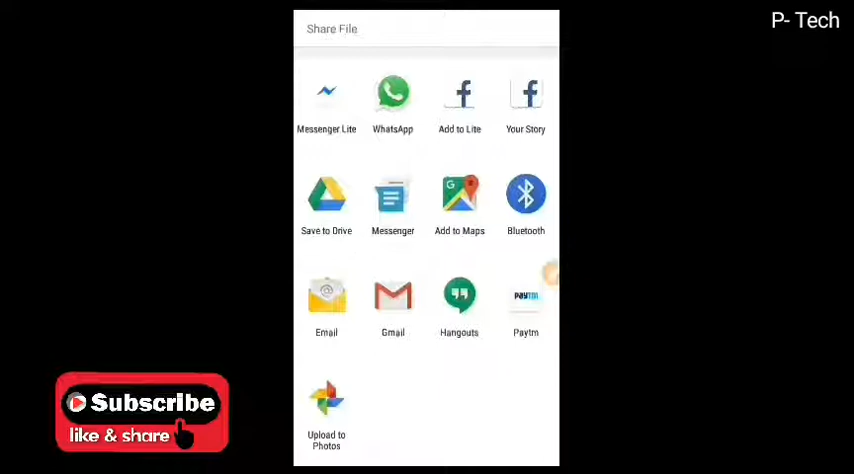 P- Tech
Share File
Messenger Lite
WhatsApp
Add to Lite
Your Story
Save to Drive
Messenger
G
Add to Maps
Bluetooth
@
Email
Gmail
Hangouts
Paytm
Paytm
Upload to
Photos
Subscribe
like & share